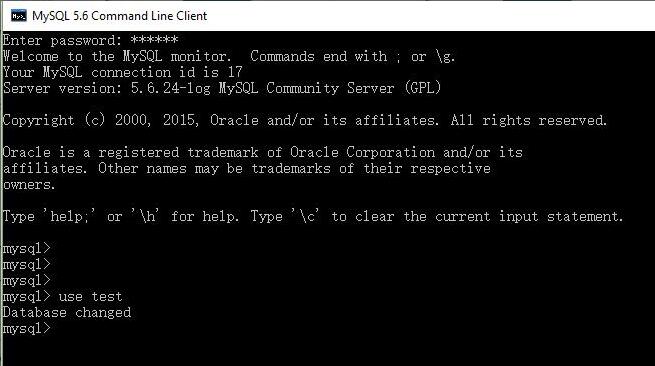 MySQL 5.6 Command Line Client
Enter password: ******
Welcome to the MySQL monitor.  Commands end with ; or \g.
Your MySQL connection id is 17
Server version: 5.6.24-log MySQL Community Server (GPL)
Copyright (c) 2000, 2015, Oracle and/or its affiliates. All rights reserved.
Oracle is a registered trademark of Oracle Corporation and/or its
affiliates. Other names may be trademarks of their respective
owners.
Type 'help;' or '\h' for help. Type '\c' to clear the current input statement.
mysql>
mysql>
mysql>
mysql> use test
Database changed
mysql>